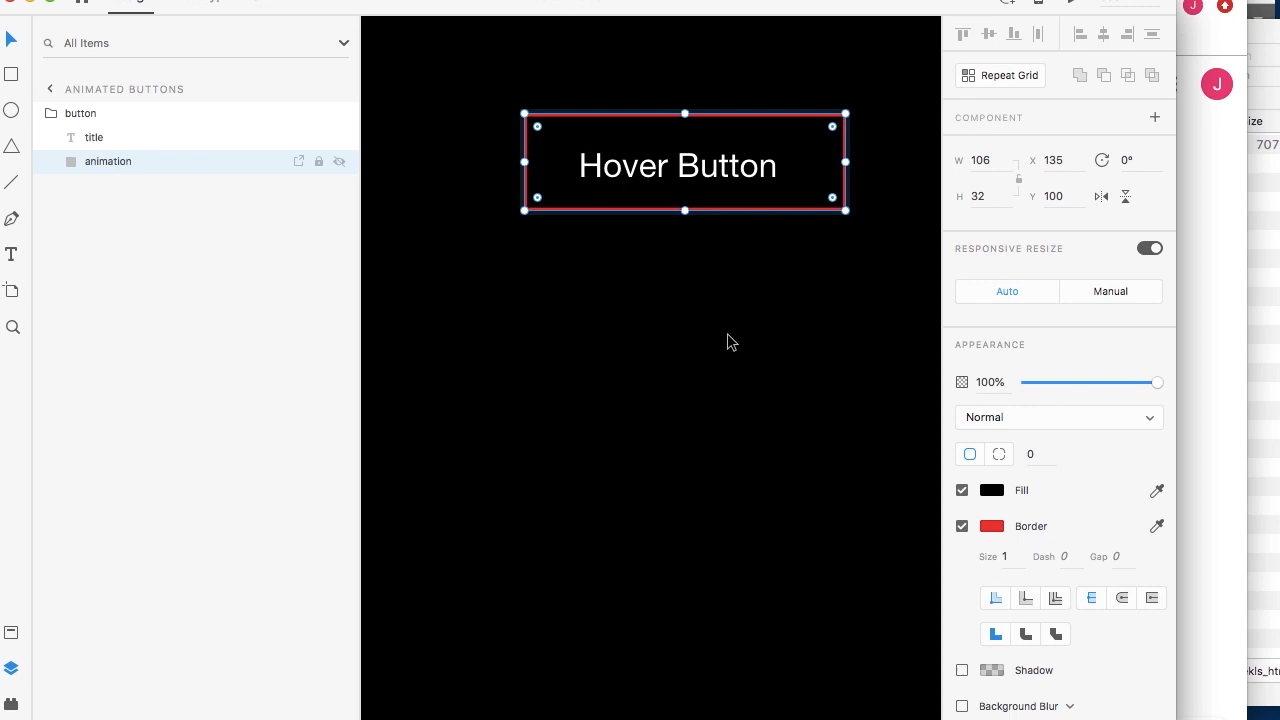 J
All Items
Repeat Grid
J
ANIMATED BUTTONS
button
COMPONENT
ize
title
707
animation
W 106 X 135 0°
Hover Button
H 32 Y 100
RESPONSIVE RESIZE
Auto Manual
APPEARANCE
100%
Normal
0
Fill
Border
Size 1 Dash 0 Gap 0
Shadow
Background Blur